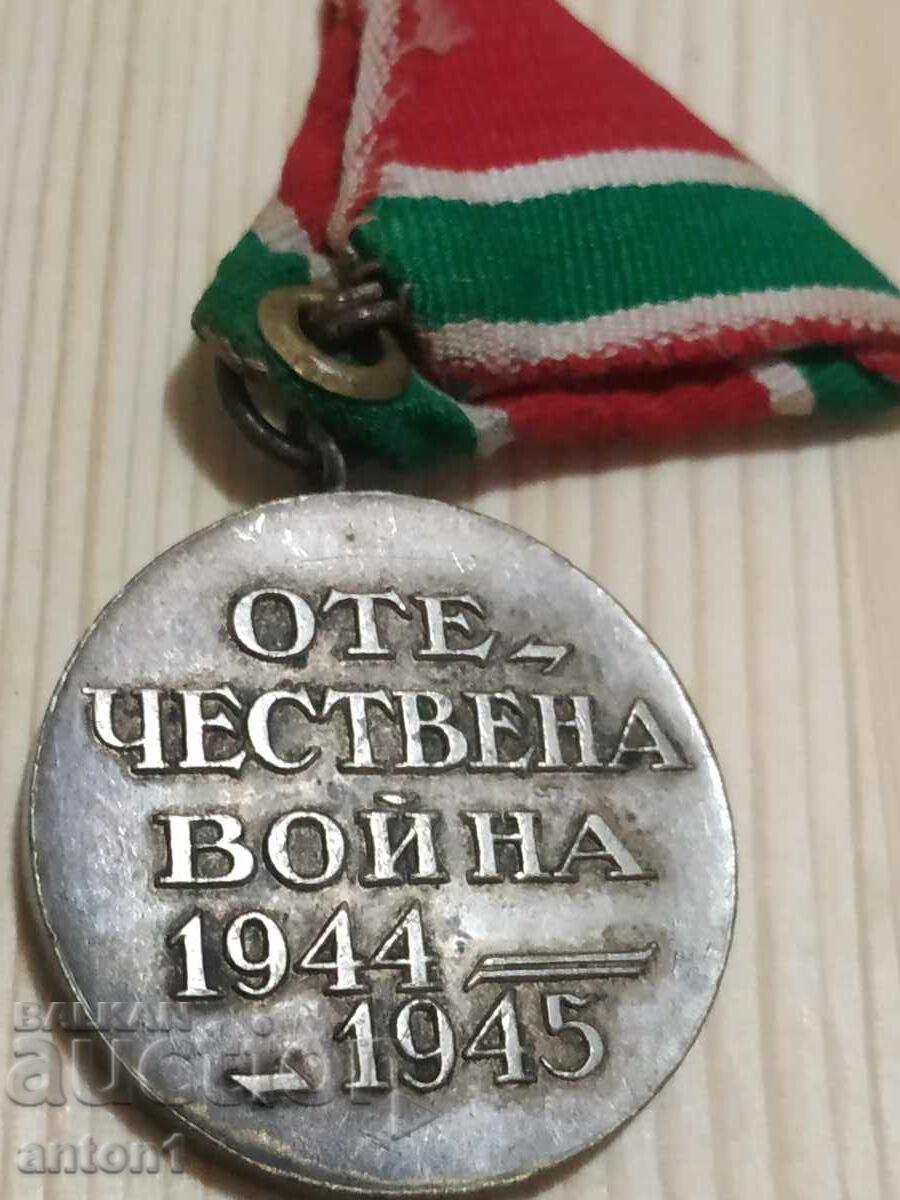 ОТЕ-
ЧЕСТВЕНА
ВОЙНА
1944 —
1945
BALKAN
auction
anton1